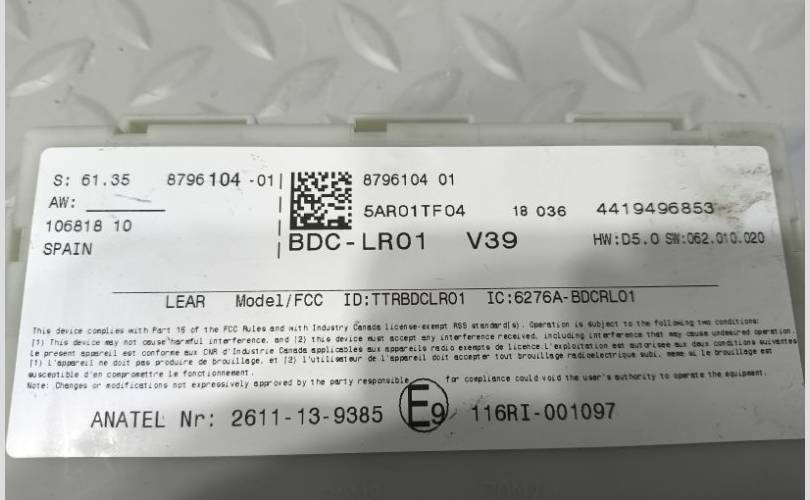 S: 61.35 8796104 -01
AW:
106818 10
SPAIN
8796104 01
5AR01TF04 18 036 4419496853
BDC-LR01 V39 HW:D5.0 SW:062.010.020
LEAR Model/FCC ID:TTRBDCLR01 IC:6276A-BDCRL01
This device complies with Part 15 of the FCC Rules and with Industry Canada license-exempt RSS standard(s). Operation is subject to the following two conditions:
(1) This device may not cause harmful interference, and (2) this device must accept any interference received, including interference that may cause undesired operation.
Le présent appareil est conforme aux CNR d'Industrie Canada applicables aux appareils radio exempts de licence.L'exploitation est autorisée aux deux conditions suivantes
(1) l'appareil ne doit pas produire de brouillage, et (2) l'utilisateur de l'appareil doit accepter tout brouillage radioelectrique subi, meme si le brouillage est
susceptible d'en compromettre le fonctionnement.
Note: Changes or modifications not expressively approved by the party responsible for compliance could void the user's authority to operate the equipment.
ANATEL Nr: 2611-13-9385 E9 116RI-001097